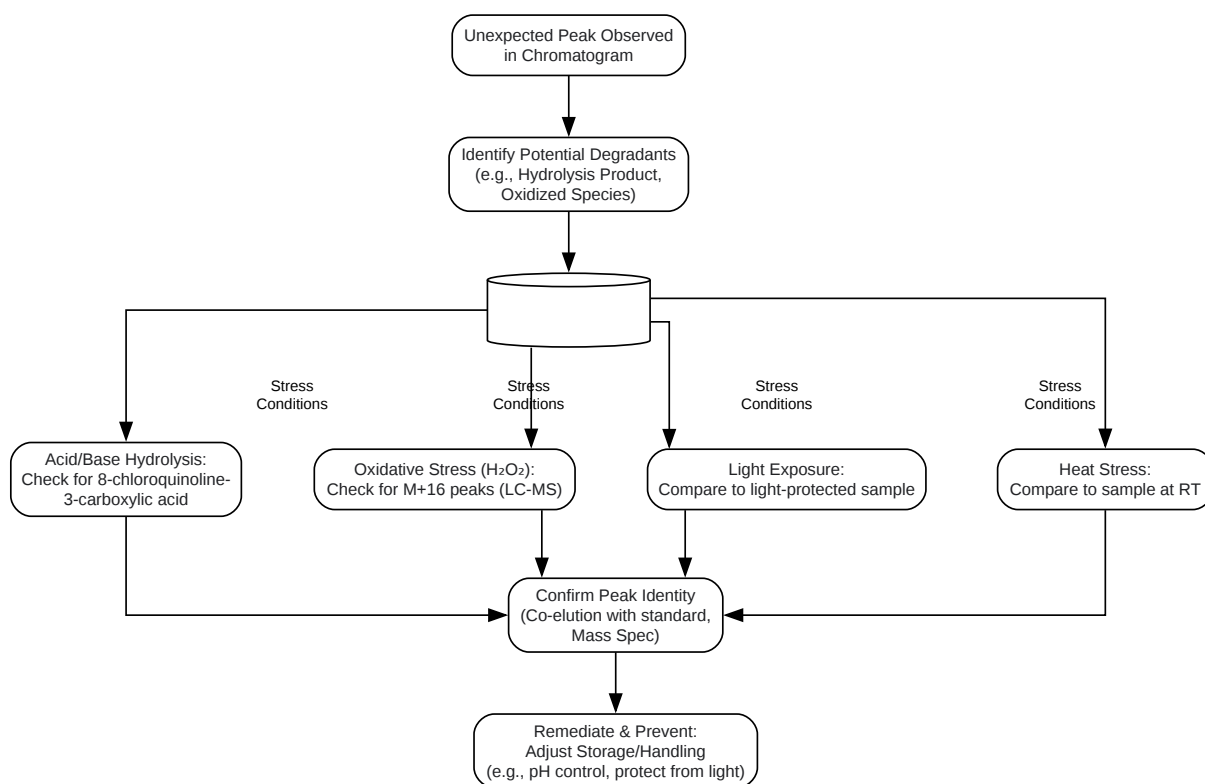 Unexpected Peak Observed
in Chromatogram
Identify Potential Degradants
(e.g., Hydrolysis Product,
Oxidized Species)
Stress
Conditions
Stress
Conditions
Stress
Conditions
Stress
Conditions
Acid/Base Hydrolysis:
Check for 8-chloroquinoline-
3-carboxylic acid
Oxidative Stress (H₂O₂):
Check for M+16 peaks (LC-MS)
Light Exposure:
Compare to light-protected sample
Heat Stress:
Compare to sample at RT
Confirm Peak Identity
(Co-elution with standard,
Mass Spec)
Remediate & Prevent:
Adjust Storage/Handling
(e.g., pH control, protect from light)